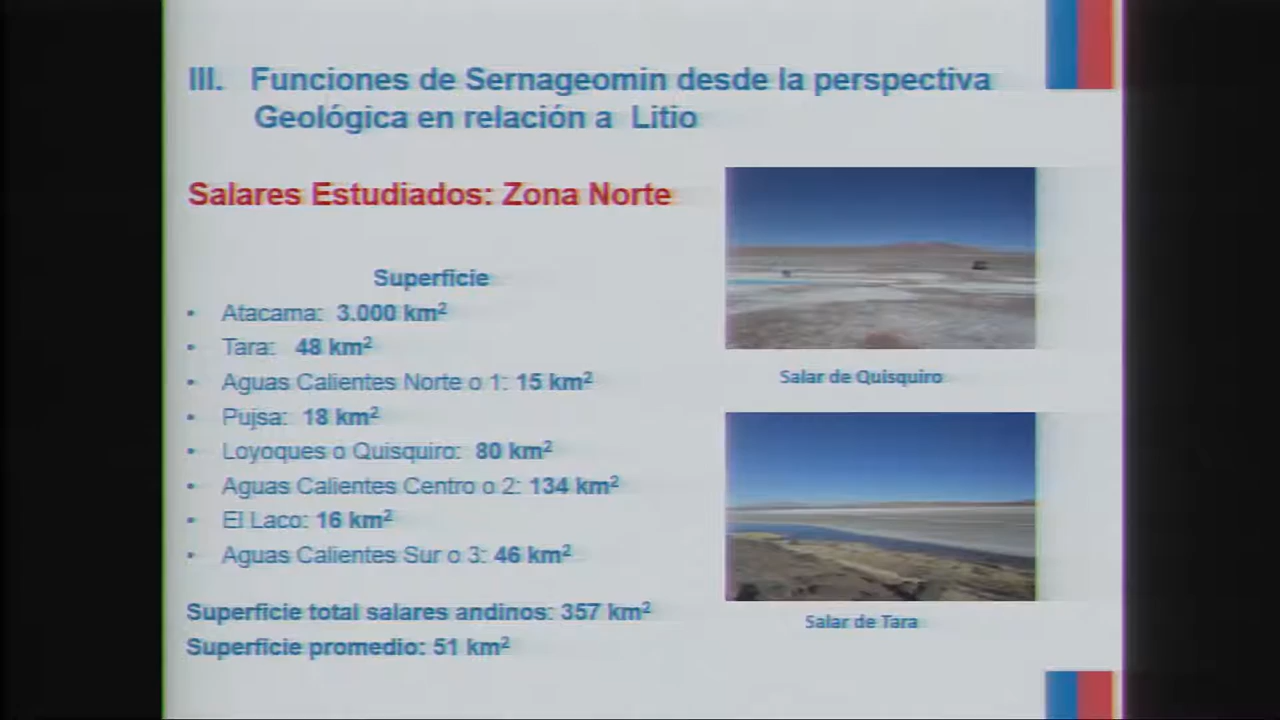 III. Funciones de Sernageomin desde la perspectiva
Geológica en relación a Litio
Salares Estudiados: Zona Norte
Superficie
• Atacama: 3.000 km²
• Tara: 48 km²
• Aguas Calientes Norte o 1: 15 km²
• Pujsa: 18 km²
• Loyoques o Quisquiro: 80 km²
• Aguas Calientes Centro o 2: 134 km²
• El Laco: 16 km²
• Aguas Calientes Sur o 3: 46 km²
Superficie total salares andinos: 357 km²
Superficie promedio: 51 km²
Salar de Quisquiro
Salar de Tara